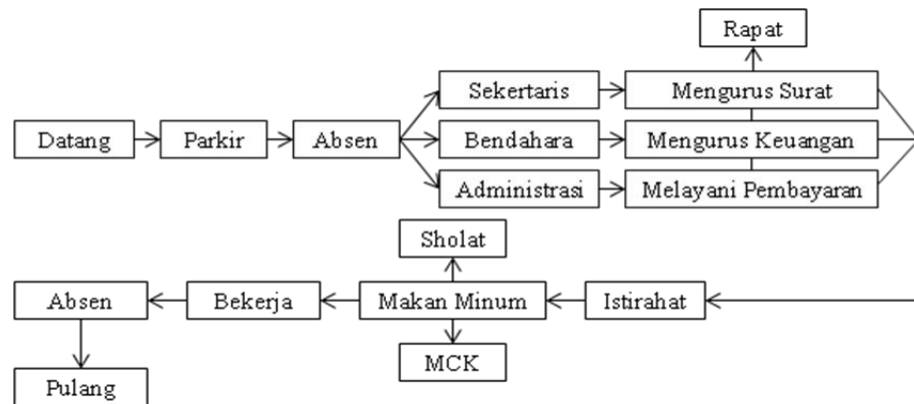 Rapat
Sekertaris
Mengurus Surat
Datang
Parkir
Absen
Bendahara
Mengurus Keuangan
Administrasi
Melayani Pembayaran
Sholat
Absen
Bekerja
Makan Minum
Istirahat
MCK
Pulang